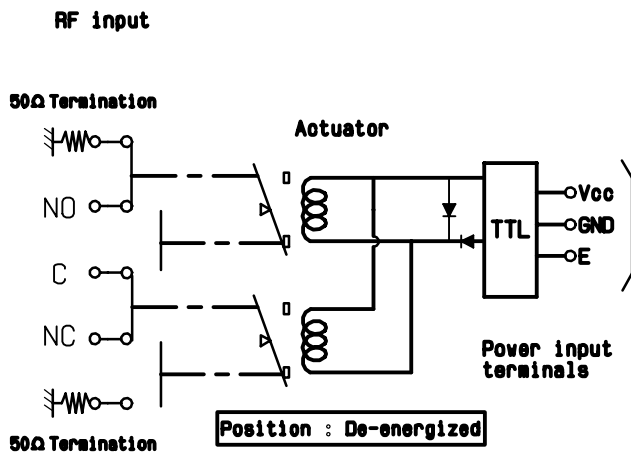 RF input
50Ω Termination
Actuator
NO
Vcc
TTL
GND
C
E
NC
Power input
terminals
Position : De-energized
50Ω Termination